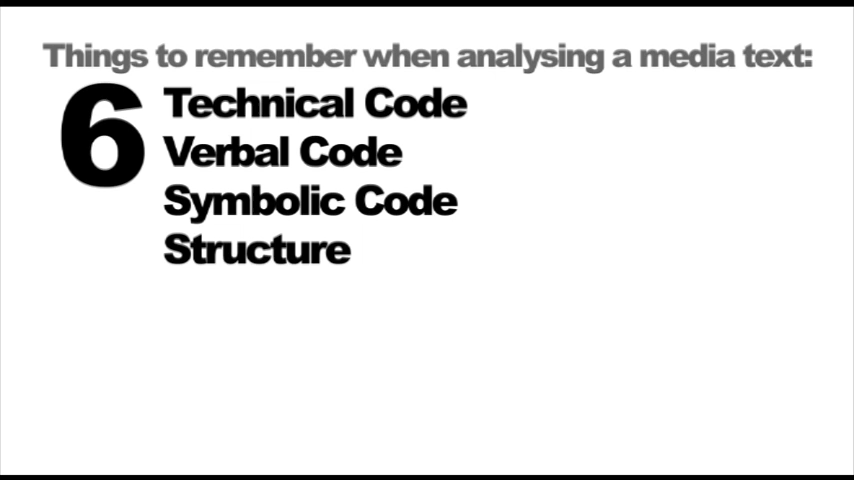 Things to remember when analysing a media text:
6
Technical Code
Verbal Code
Symbolic Code
Structure